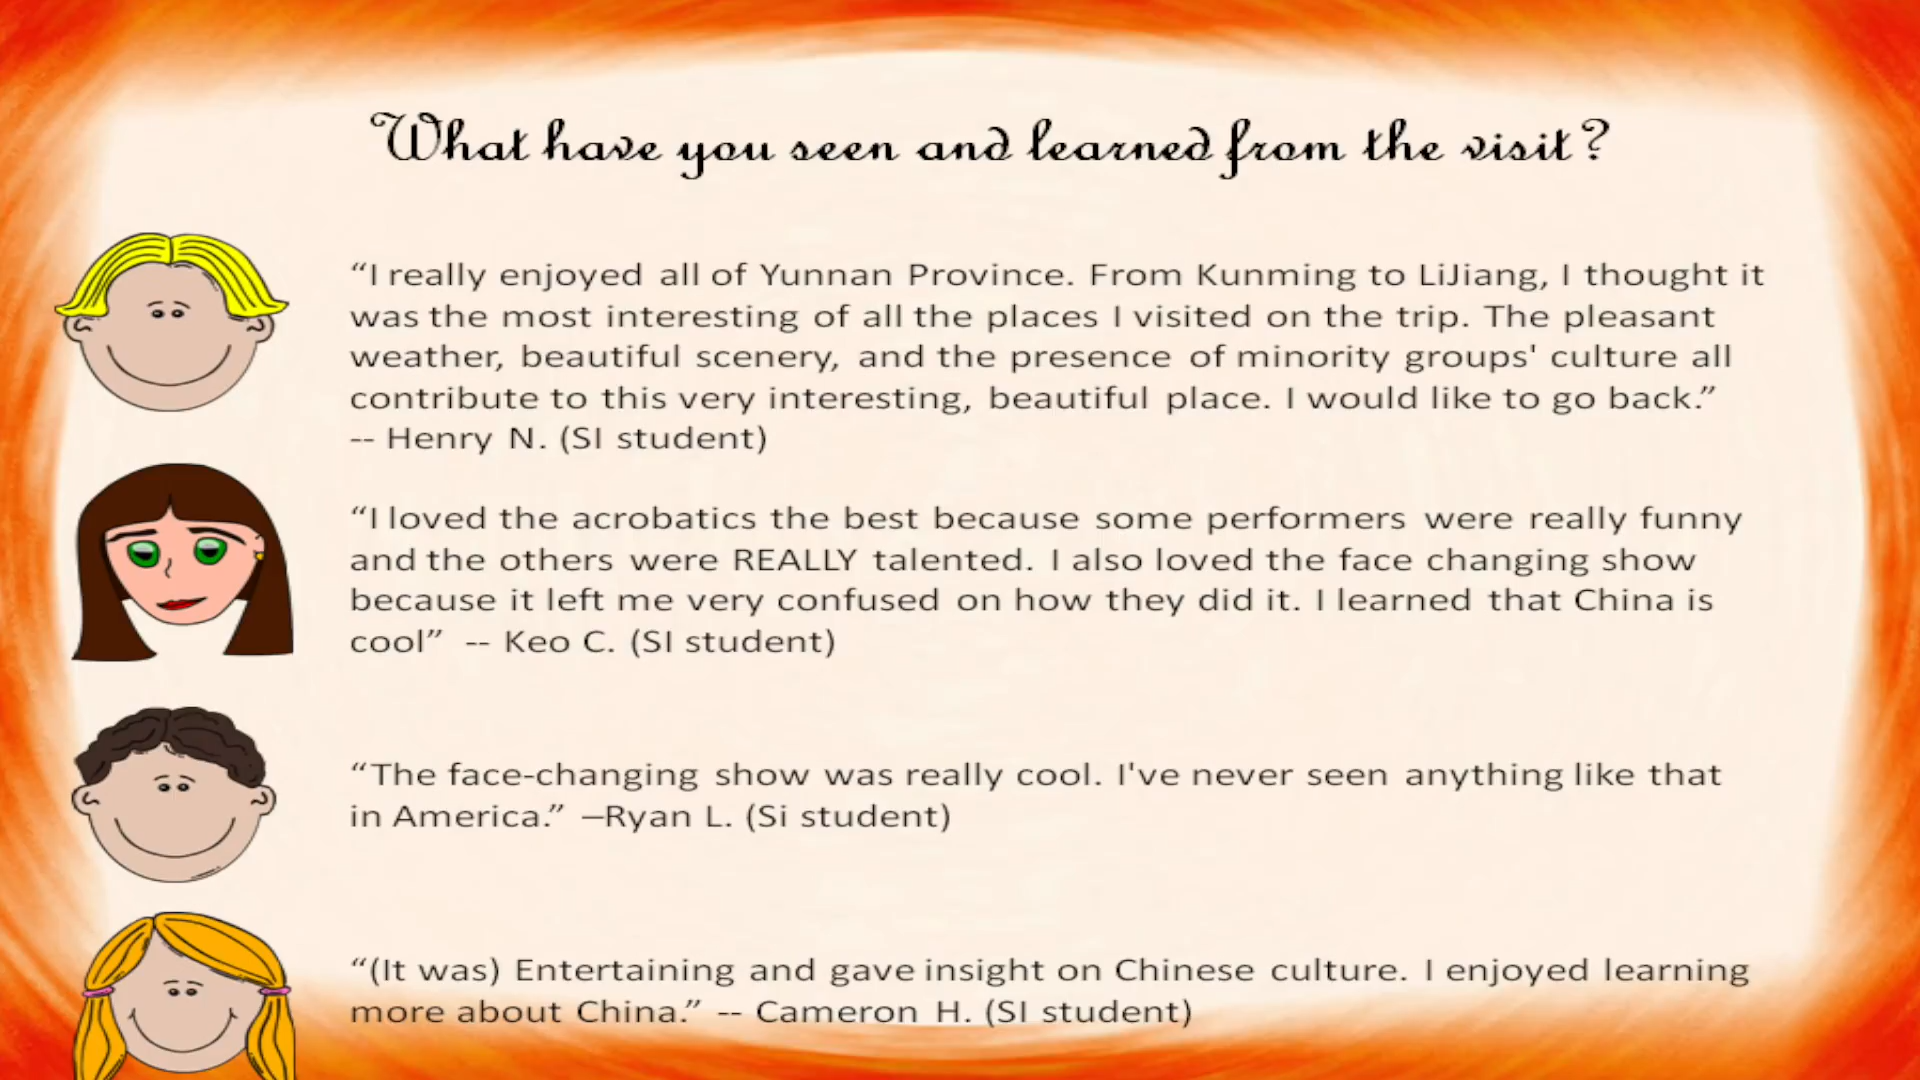 What have you seen and learned from the visit?
“I really enjoyed all of Yunnan Province. From Kunming to LiJiang, I thought it
was the most interesting of all the places I visited on the trip. The pleasant
weather, beautiful scenery, and the presence of minority groups' culture all
contribute to this very interesting, beautiful place. I would like to go back.”
-- Henry N. (SI student)
“I loved the acrobatics the best because some performers were really funny
and the others were REALLY talented. I also loved the face changing show
because it left me very confused on how they did it. I learned that China is
cool” -- Keo C. (SI student)
“The face-changing show was really cool. I've never seen anything like that
in America.” –Ryan L. (Si student)
“(It was) Entertaining and gave insight on Chinese culture. I enjoyed learning
more about China.” -- Cameron H. (SI student)